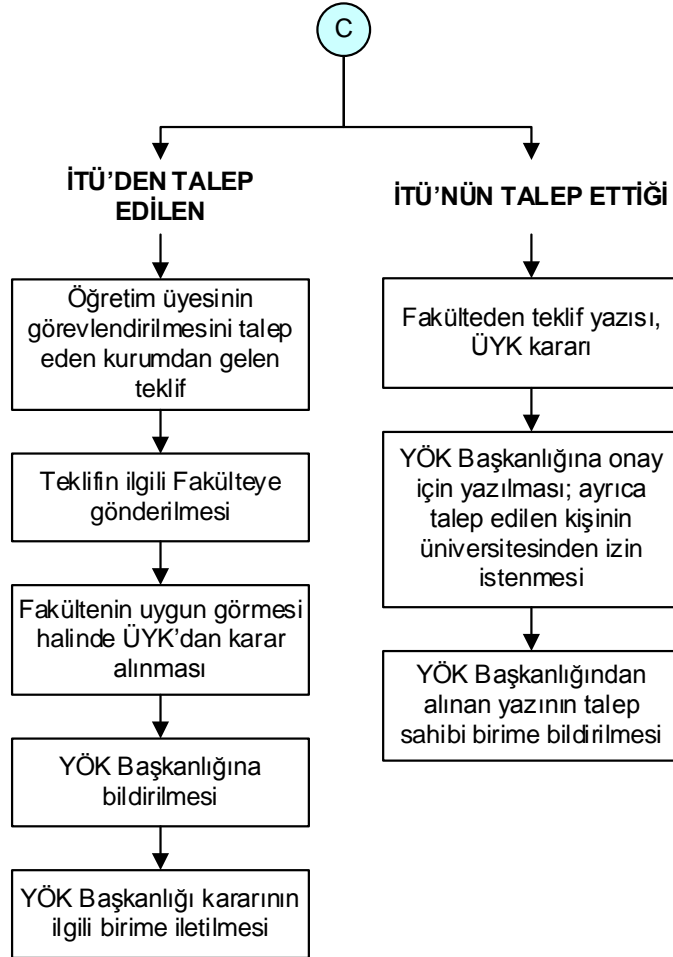 C
İTÜ’DEN TALEP
EDİLEN
Öğretim üyesinin
görevlendirilmesini talep
eden kurumdan gelen
teklif
Teklifin ilgili Fakülteye
gönderilmesi
Fakültenin uygun görmesi
halinde ÜYK’dan karar
alınması
YÖK Başkanlığına
bildirilmesi
YÖK Başkanlığı kararının
ilgili birime iletilmesi
İTÜ’NÜN TALEP ETTİĞİ
Fakülteden teklif yazısı,
ÜYK kararı
YÖK Başkanlığına onay
için yazılması; ayrıca
talep edilen kişinin
üniversitesinden izin
istenmesi
YÖK Başkanlığından
alınan yazının talep
sahibi birime bildirilmesi